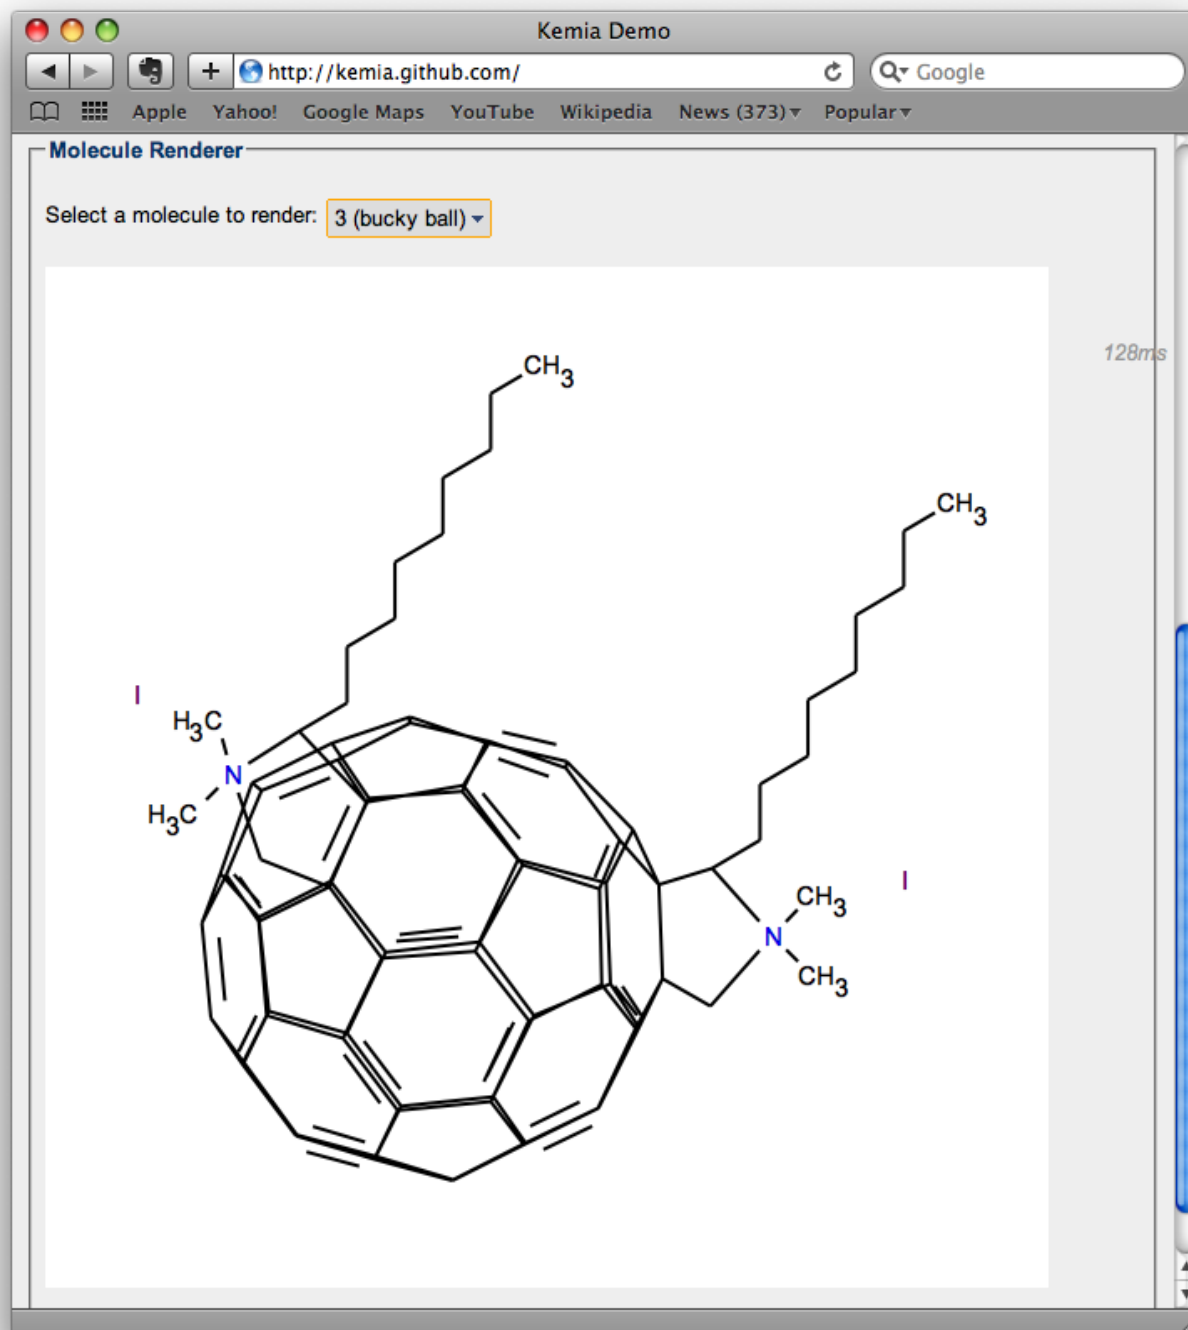 Kemia Demo
+ http://kemia.github.com/ Google
Apple Yahoo! Google Maps YouTube Wikipedia News (373) Popular
Molecule Renderer
Select a molecule to render: 3 (bucky ball)
128ms
CH3
CH3
I
H3C
N
H3C
I
CH3
N
CH3